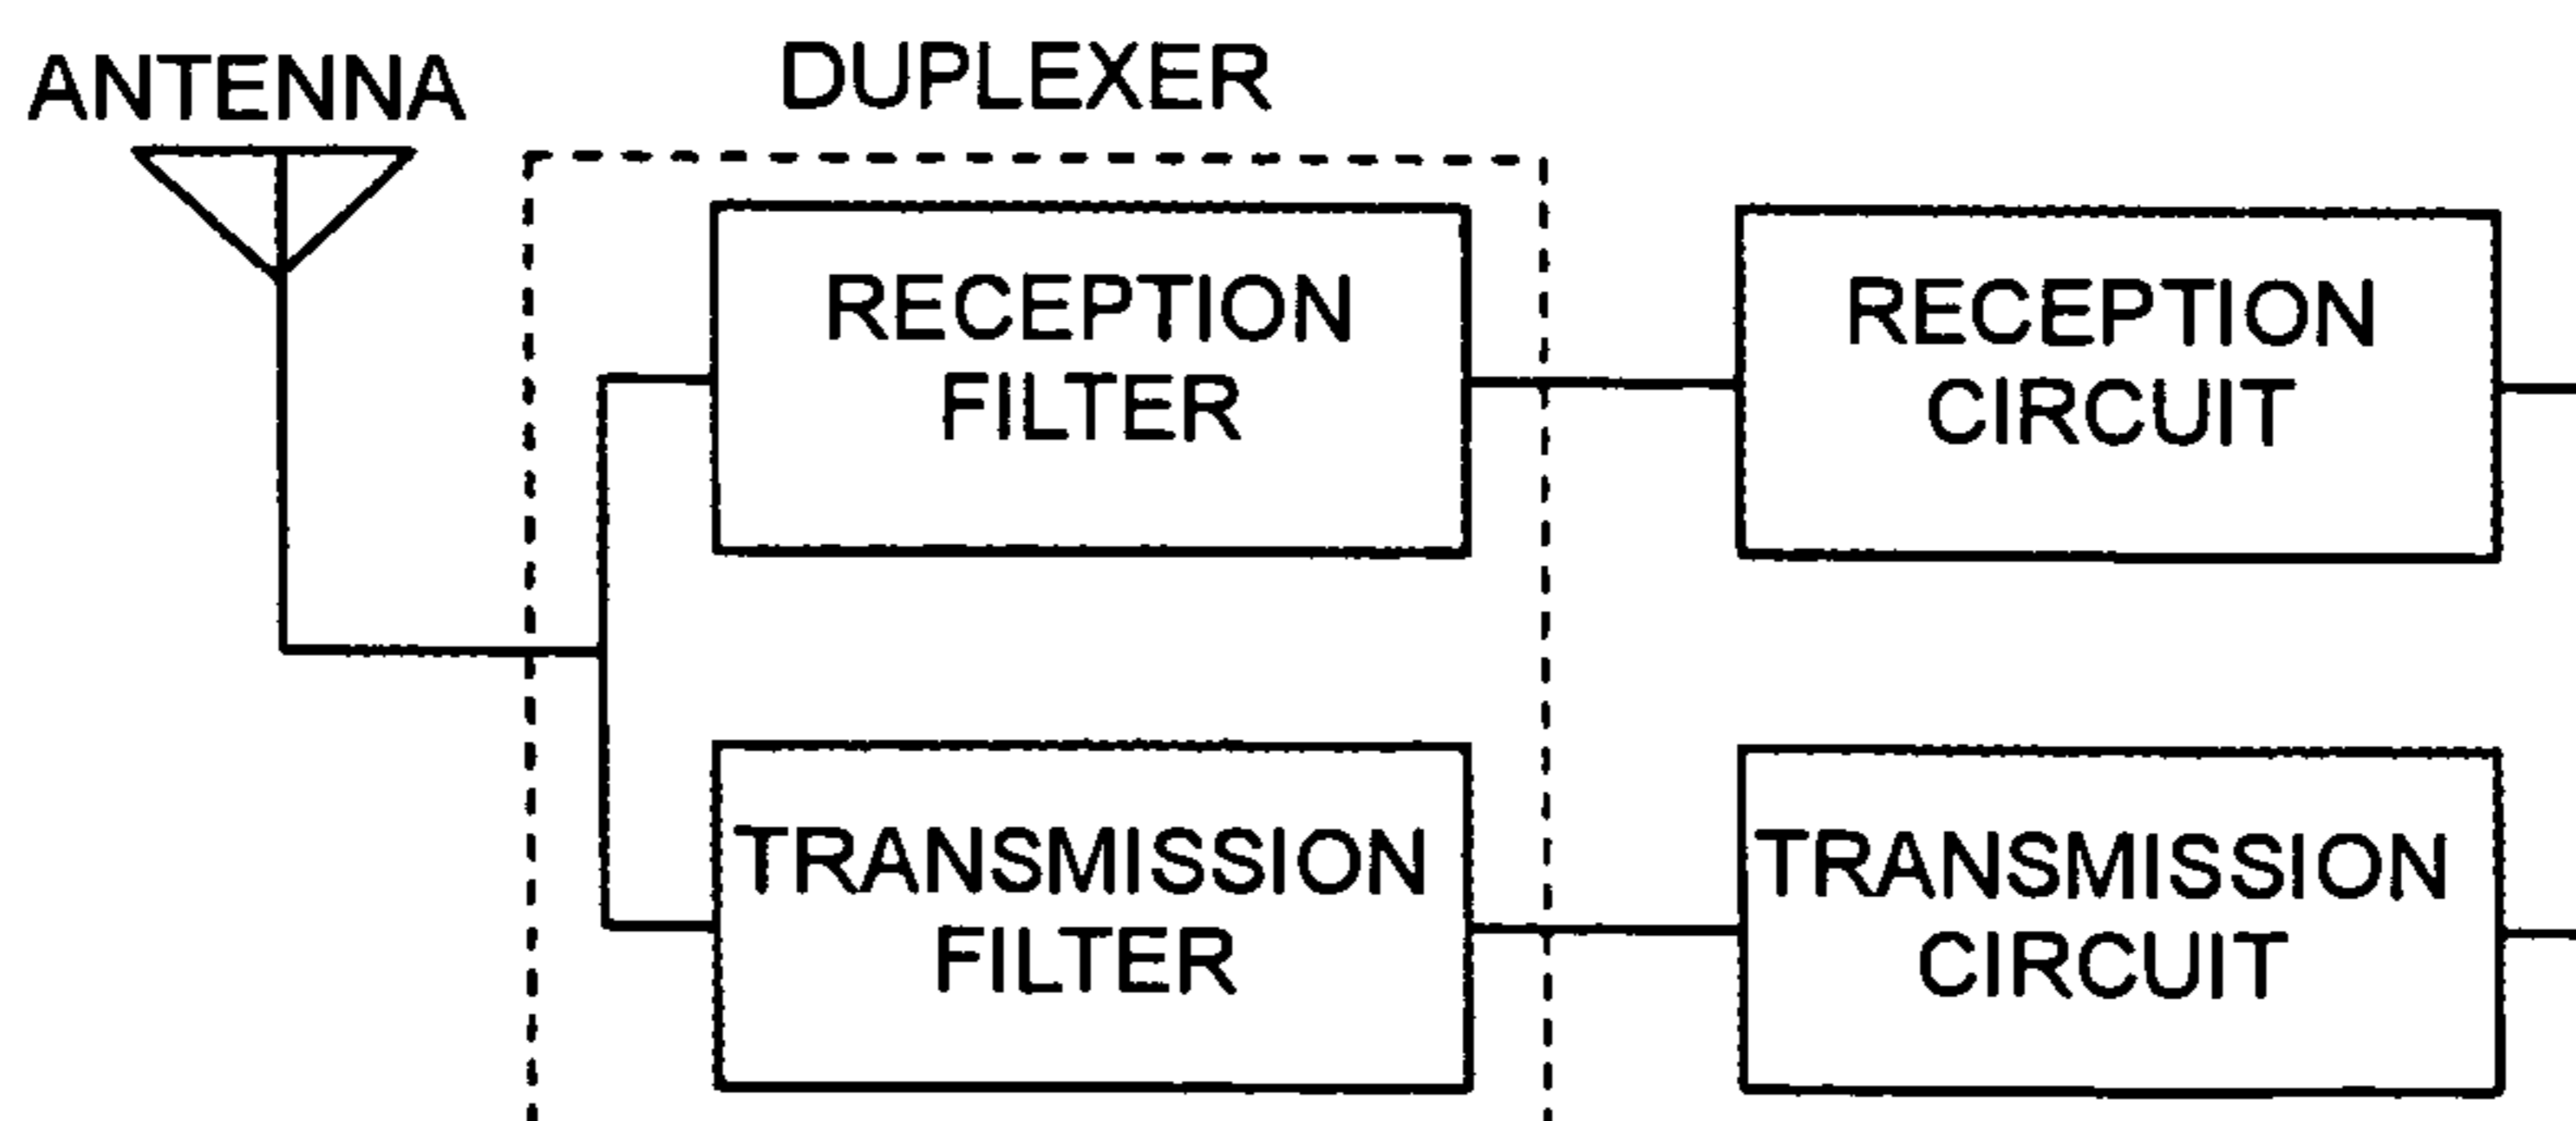 ANTENNA
DUPLEXER
RECEPTION
FILTER
RECEPTION
CIRCUIT
TRANSMISSION
FILTER
TRANSMISSION
CIRCUIT